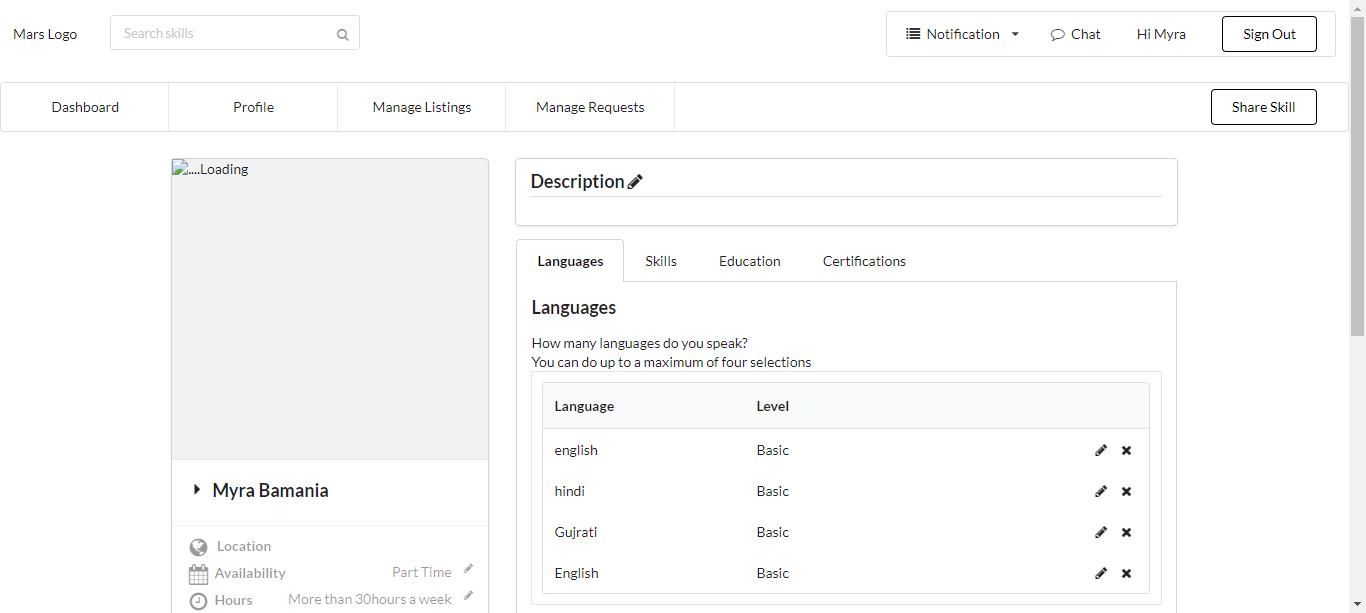 Mars Logo
Search skills
Notification
Chat
Hi Myra
Sign Out
Dashboard
Profile
Manage Listings
Manage Requests
Share Skill
....Loading
Myra Bamania
Location
Availability
Part Time
Hours
More than 30hours a week
Description
Languages
Skills
Education
Certifications
Languages
How many languages do you speak?
You can do up to a maximum of four selections
Language Level
english Basic
hindi Basic
Gujrati Basic
English Basic